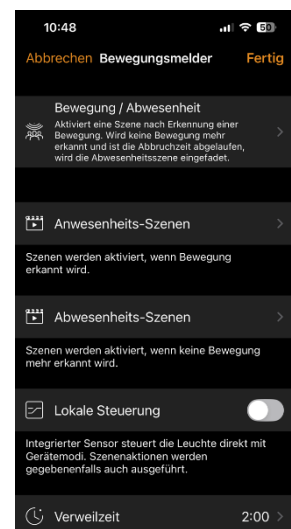 10:48
50
Abbrechen Bewegungsmelder Fertig
Bewegung / Abwesenheit
Aktiviert eine Szene nach Erkennung einer
Bewegung. Wird keine Bewegung mehr
erkannt und ist die Abbruchzeit abgelaufen,
wird die Abwesenheitsszene eingefadet.
Anwesenheits-Szenen
Szenen werden aktiviert, wenn Bewegung
erkannt wird.
Abwesenheits-Szenen
Szenen werden aktiviert, wenn keine Bewegung
mehr erkannt wird.
Lokale Steuerung
Integrierter Sensor steuert die Leuchte direkt mit
Gerätemodi. Szenenaktionen werden
gegebenenfalls auch ausgeführt.
Verweilzeit 2:00